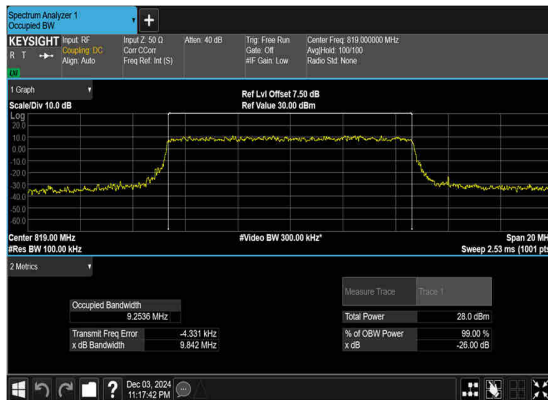 Spectrum Analyzer 1
Occupied BW
+
KEYSIGHT
R T
Input: RF
Coupling: DC
Align: Auto
Input Z: 50 Ω
Corr CCorr
Freq Ref: Int (S)
Atten: 40 dB
Trig: Free Run
Gate: Off
#IF Gain: Low
Center Freq: 819.000000 MHz
Avg|Hold: 100/100
Radio Std: None
1 Graph
Scale/Div 10.0 dB
Ref Lvl Offset 7.50 dB
Ref Value 30.00 dBm
Log
20.0
10.0
0.00
-10.0
-20.0
-30.0
-40.0
-50.0
-60.0
Center 819.00 MHz
#Res BW 100.00 kHz
#Video BW 300.00 kHz*
Span 20 MH
Sweep 2.53 ms (1001 pts
2 Metrics
Measure Trace Trace 1
Occupied Bandwidth
9.2536 MHz
Total Power 28.0 dBm
Transmit Freq Error -4.331 kHz
x dB Bandwidth 9.842 MHz
% of OBW Power 99.00 %
x dB -26.00 dB
?
Dec 03, 2024
11:17:42 PM